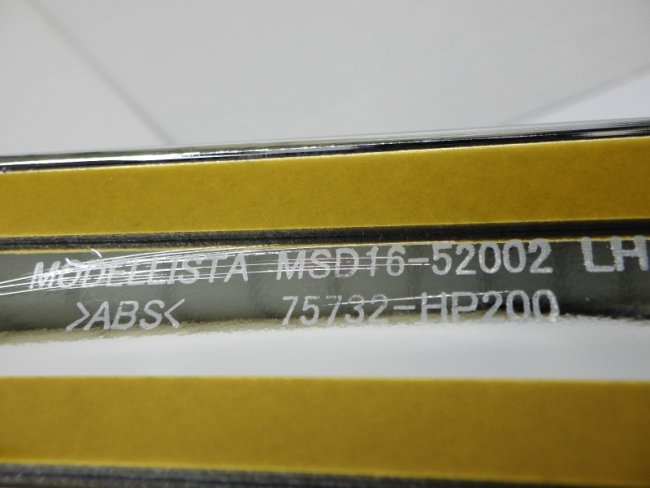 MODELLISTA MSD16-52002 LH
>ABS< 75732-HP200